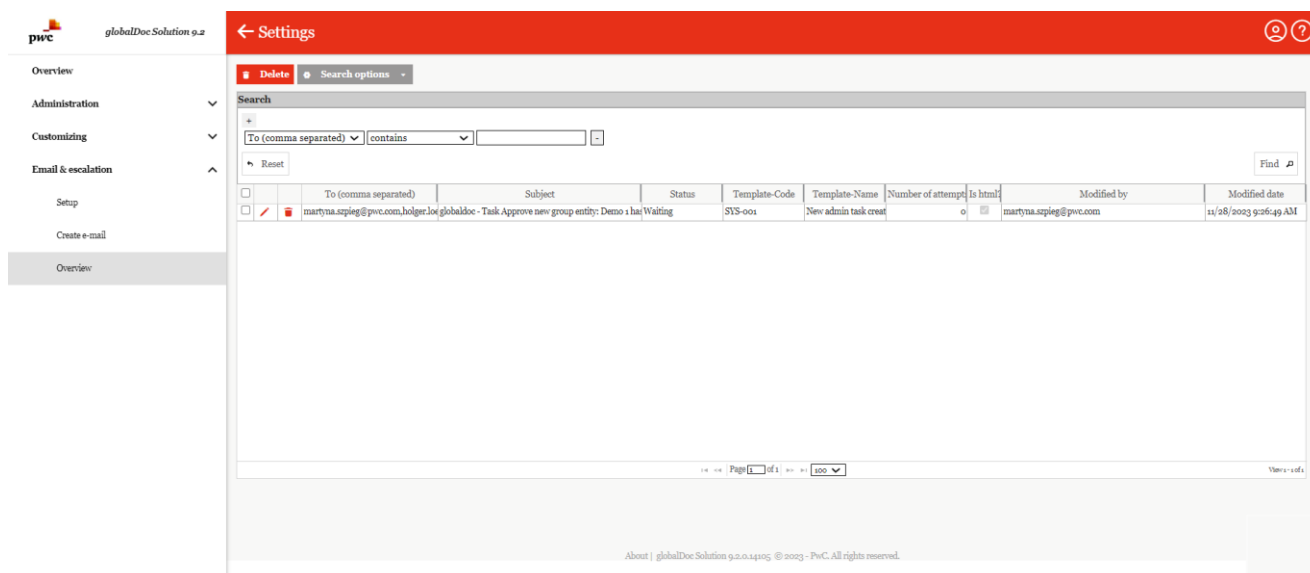 pwc
globalDoc Solution 9.2
Settings
Overview
Administration
Customizing
Email & escalation
Setup
Create e-mail
Overview
Delete
Search options
Search
+
To (comma separated) contains -
Reset
Find
To (comma separated) Subject Status Template-Code Template-Name Number of attempt Is html? Modified by Modified date
martyna.szpieg@pwc.com,holger.loe globaldoc - Task Approve new group entity: Demo 1 has Waiting SYS-001 New admin task creat 0 martyna.szpieg@pwc.com 11/28/2023 9:26:49 AM
Page 1 of 1 100 View 1 - 1 of 1
About | globalDoc Solution 9.2.0.14105 © 2023 - PwC. All rights reserved.